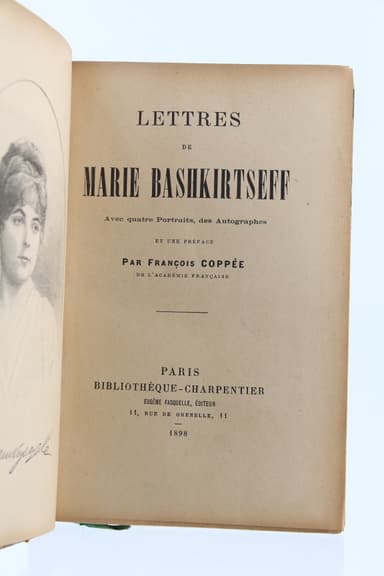 LETTRES
DE
MARIE BASHKIRTSEFF
Avec quatre Portraits, des Autographes
ET UNE PRÉFACE
PAR FRANÇOIS COPPÉE
DE L'ACADÉMIE FRANÇAISE
PARIS
BIBLIOTHÈQUE-CHARPENTIER
EUGÈNE FASQUELLE, ÉDITEUR
11, RUE DE GRENELLE, 11
1898